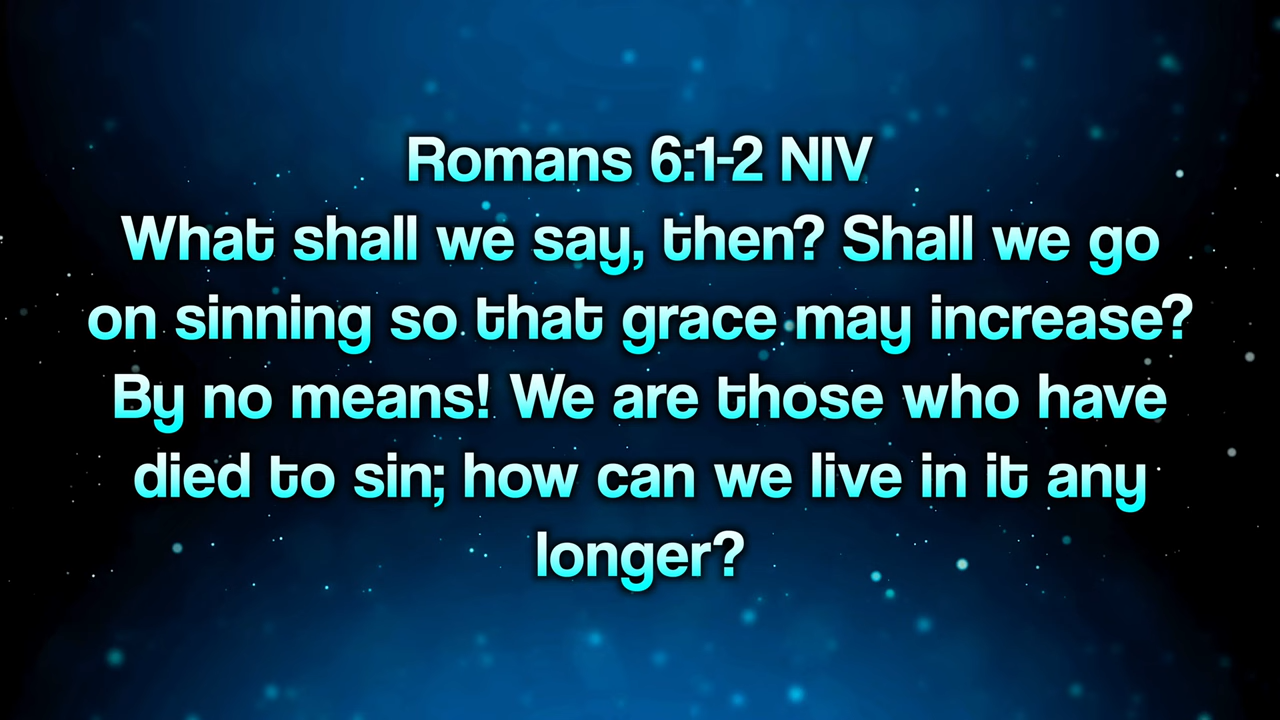 Romans 6:1-2 NIV
What shall we say, then? Shall we go
on sinning so that grace may increase?
By no means! We are those who have
died to sin; how can we live in it any
longer?